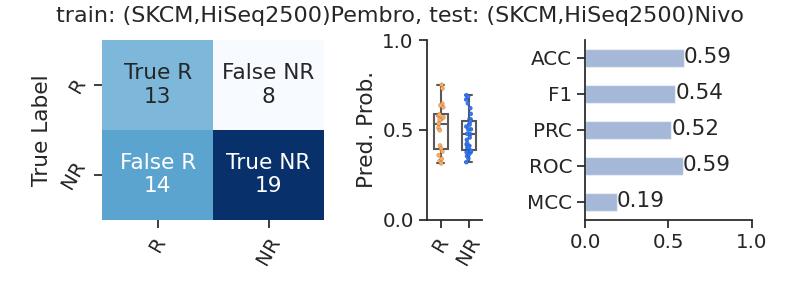 train: (SKCM,HiSeq2500)Pembro, test: (SKCM,HiSeq2500)Nivo
True Label
R
NR
True R
13
False NR
8
False R
14
True NR
19
R
NR
Pred. Prob.
1.0
0.5
0.0
R
NR
ACC
0.59
F1
0.54
PRC
0.52
ROC
0.59
MCC
0.19
0.0
0.5
1.0